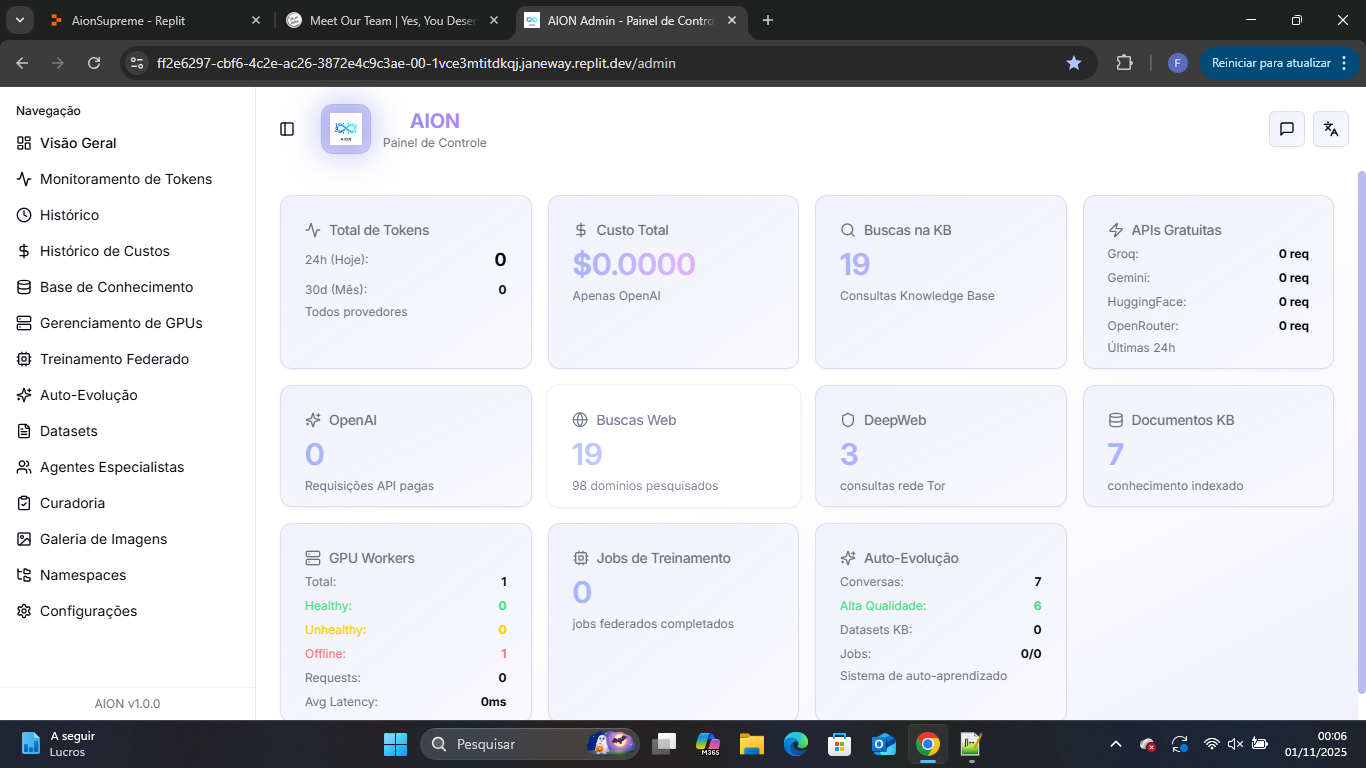 AionSupreme - Replit
Meet Our Team | Yes, You Deser
AION Admin - Painel de Contro
ff2e6297-cbf6-4c2e-ac26-3872e4c9c3ae-00-1vce3mtitdkqj.janeway.replit.dev/admin
F
Reiniciar para atualizar
Navegação
Visão Geral
Monitoramento de Tokens
Histórico
Histórico de Custos
Base de Conhecimento
Gerenciamento de GPUs
Treinamento Federado
Auto-Evolução
Datasets
Agentes Especialistas
Curadoria
Galeria de Imagens
Namespaces
Configurações
AION v1.0.0
AION
AION
Painel de Controle
Total de Tokens
24h (Hoje): 0
30d (Mês): 0
Todos provedores
Custo Total
$0.0000
Apenas OpenAI
Buscas na KB
19
Consultas Knowledge Base
APIs Gratuitas
Groq: 0 req
Gemini: 0 req
HuggingFace: 0 req
OpenRouter: 0 req
Últimas 24h
OpenAI
0
Requisições API pagas
Buscas Web
19
98 domínios pesquisados
DeepWeb
3
consultas rede Tor
Documentos KB
7
conhecimento indexado
GPU Workers
Total: 1
Healthy: 0
Unhealthy: 0
Offline: 1
Requests: 0
Avg Latency: 0ms
Jobs de Treinamento
0
jobs federados completados
Auto-Evolução
Conversas: 7
Alta Qualidade: 6
Datasets KB: 0
Jobs: 0/0
Sistema de auto-aprendizado
A seguir
Lucros
Pesquisar
M365
00:06
01/11/2025